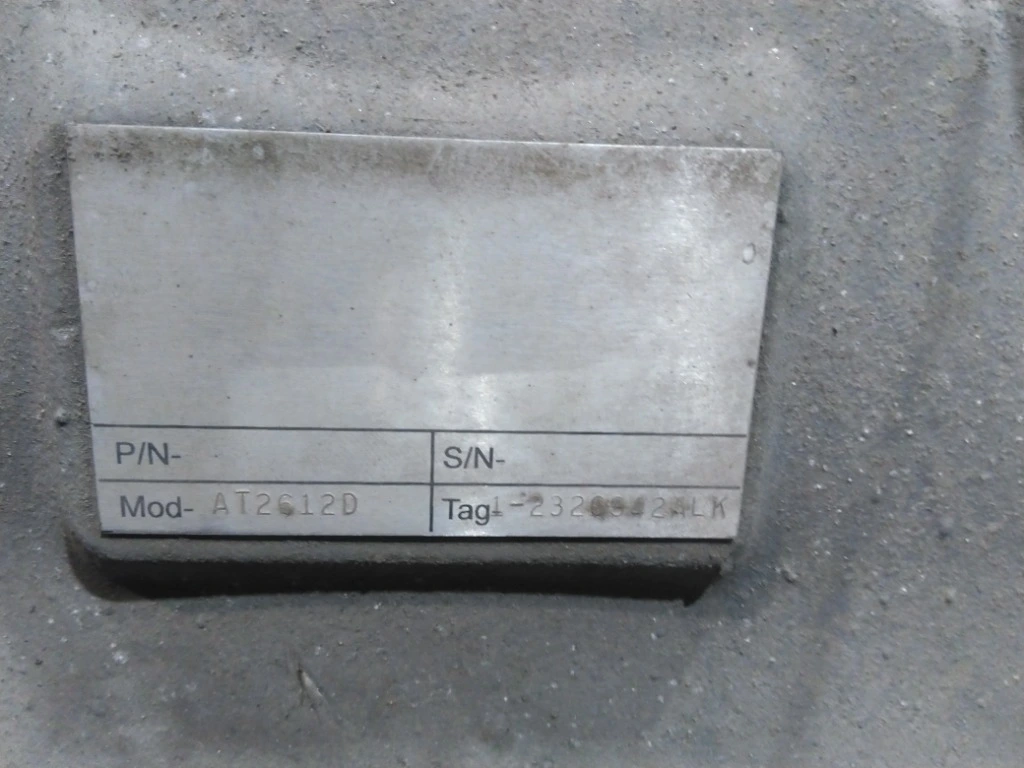 P/N- S/N-
Mod- AT2612D Tag